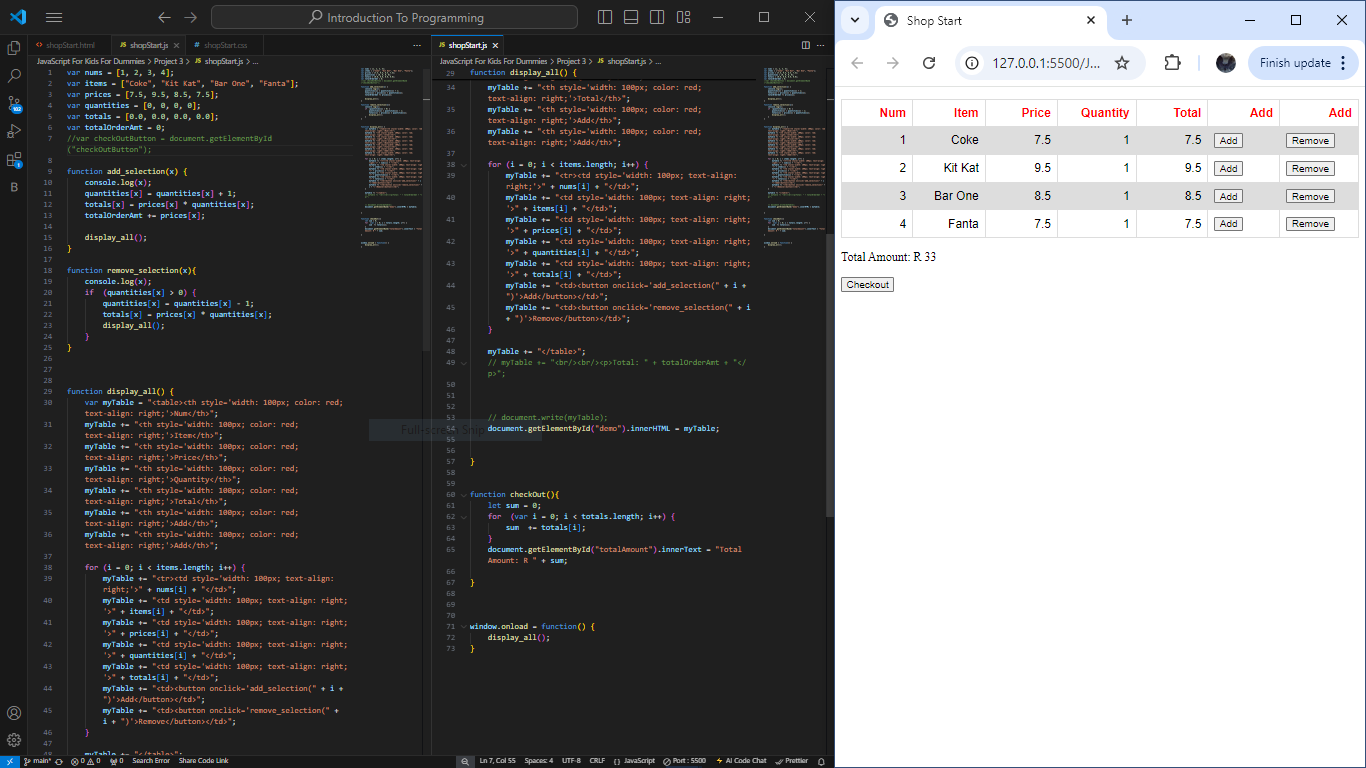 Introduction To Programming
shopStart.html
shopStart.js
shopStart.css
JavaScript For Kids For Dummies > Project 3 > shopStart.js > ...
1 var nums = [1, 2, 3, 4];
2 var items = ["Coke", "Kit Kat", "Bar One", "Fanta"];
3 var prices = [7.5, 9.5, 8.5, 7.5];
4 var quantities = [0, 0, 0, 0];
5 var totals = [0.0, 0.0, 0.0, 0.0];
6 var totalOrderAmt = 0;
7 //var checkOutButton = document.getElementById
("checkOutButton");
8
9 function add_selection(x) {
10 console.log(x);
11 quantities[x] = quantities[x] + 1;
12 totals[x] = prices[x] * quantities[x];
13 totalOrderAmt += prices[x];
14
15 display_all();
16 }
17
18 function remove_selection(x){
19 console.log(x);
20 if (quantities[x] > 0) {
21 quantities[x] = quantities[x] - 1;
22 totals[x] = prices[x] * quantities[x];
23 display_all();
24 }
25 }
26
27
28
29 function display_all() {
30 var myTable = "<table><th style='width: 100px; color: red;
text-align: right;'>Num</th>";
31 myTable += "<th style='width: 100px; color: red;
text-align: right;'>Item</th>";
32 myTable += "<th style='width: 100px; color: red;
text-align: right;'>Price</th>";
33 myTable += "<th style='width: 100px; color: red;
text-align: right;'>Quantity</th>";
34 myTable += "<th style='width: 100px; color: red;
text-align: right;'>Total</th>";
35 myTable += "<th style='width: 100px; color: red;
text-align: right;'>Add</th>";
36 myTable += "<th style='width: 100px; color: red;
text-align: right;'>Add</th>";
37
38 for (i = 0; i < items.length; i++) {
39 myTable += "<tr><td style='width: 100px; text-align:
right;'>" + nums[i] + "</td>";
40 myTable += "<td style='width: 100px; text-align: right;
'>" + items[i] + "</td>";
41 myTable += "<td style='width: 100px; text-align: right;
'>" + prices[i] + "</td>";
42 myTable += "<td style='width: 100px; text-align: right;
'>" + quantities[i] + "</td>";
43 myTable += "<td style='width: 100px; text-align: right;
'>" + totals[i] + "</td>";
44 myTable += "<td><button onclick='add_selection(" + i +
")'>Add</button></td>";
45 myTable += "<td><button onclick='remove_selection(" +
i + ")'>Remove</button></td>";
46 }
47
48 myTable += "</table>";
shopStart.js
JavaScript For Kids For Dummies > Project 3 > shopStart.js > ...
29 function display_all() {
34 myTable += "<th style='width: 100px; color: red;
text-align: right;'>Total</th>";
35 myTable += "<th style='width: 100px; color: red;
text-align: right;'>Add</th>";
36 myTable += "<th style='width: 100px; color: red;
text-align: right;'>Add</th>";
37
38 for (i = 0; i < items.length; i++) {
39 myTable += "<tr><td style='width: 100px; text-align:
right;'>" + nums[i] + "</td>";
40 myTable += "<td style='width: 100px; text-align: right;
'>" + items[i] + "</td>";
41 myTable += "<td style='width: 100px; text-align: right;
'>" + prices[i] + "</td>";
42 myTable += "<td style='width: 100px; text-align: right;
'>" + quantities[i] + "</td>";
43 myTable += "<td style='width: 100px; text-align: right;
'>" + totals[i] + "</td>";
44 myTable += "<td><button onclick='add_selection(" + i +
")'>Add</button></td>";
45 myTable += "<td><button onclick='remove_selection(" + i
+ ")'>Remove</button></td>";
46 }
47
48 myTable += "</table>";
49 // myTable += "<br/><br/><p>Total: " + totalOrderAmt + "</
p>";
50
51
52
53 // document.write(myTable);
54 document.getElementById("demo").innerHTML = myTable;
55
56
57 }
58
59
60 function checkOut(){
61 let sum = 0;
62 for (var i = 0; i < totals.length; i++) {
63 sum += totals[i];
64 }
65 document.getElementById("totalAmount").innerText = "Total
Amount: R " + sum;
66
67 }
68
69
70
71 window.onload = function() {
72 display_all();
73 }
Full-screen Snip
102
1
B
main*
0 0
0
Search Error
Share Code Link
Ln 7, Col 55
Spaces: 4
UTF-8
CRLF
{} JavaScript
Port : 5500
AI Code Chat
Prettier
Shop Start
127.0.0.1:5500/J...
Finish update
Num Item Price Quantity Total Add Add
1 Coke 7.5 1 7.5 Add Remove
2 Kit Kat 9.5 1 9.5 Add Remove
3 Bar One 8.5 1 8.5 Add Remove
4 Fanta 7.5 1 7.5 Add Remove
Total Amount: R 33
Checkout